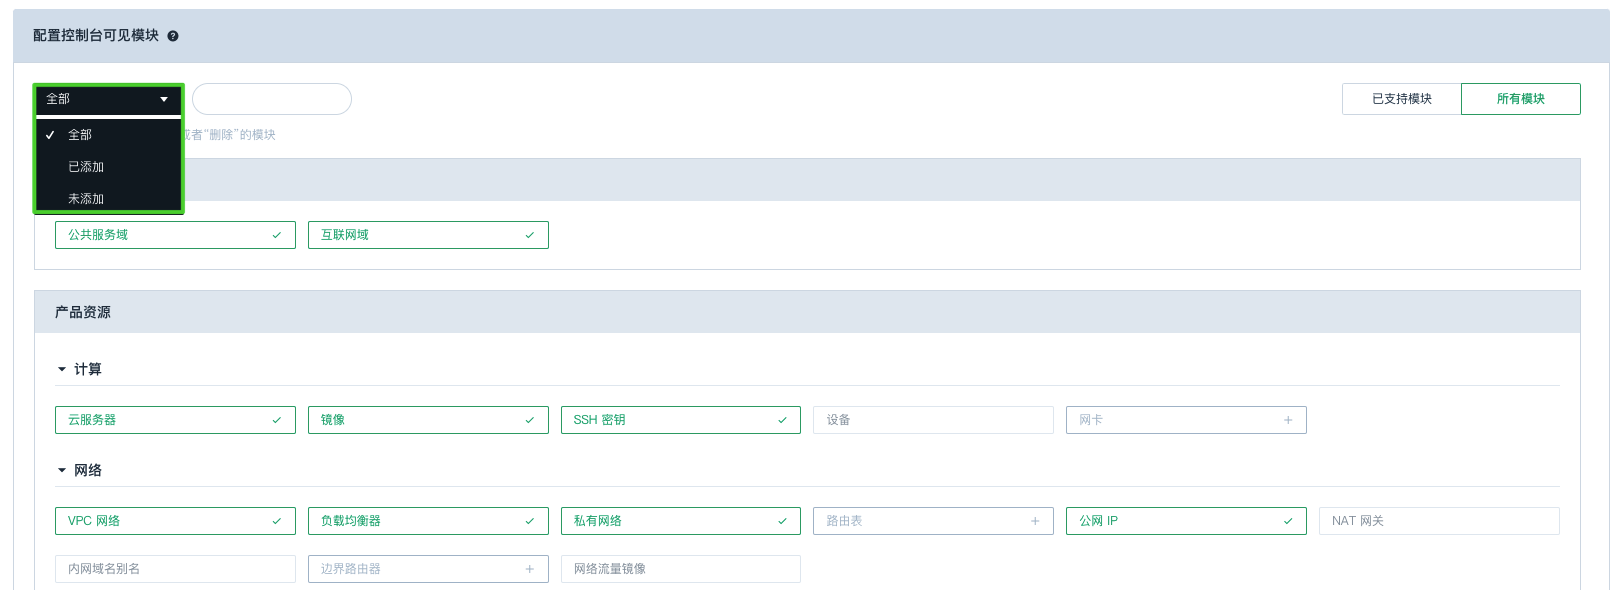 配置控制台可见模块
全部
已支持模块 所有模块
全部
或者“删除”的模块
已添加
未添加
公共服务域 互联网域
产品资源
计算
云服务器 镜像 SSH 密钥 设备 网卡
网络
VPC 网络 负载均衡器 私有网络 路由表 公网 IP NAT 网关
内网域名别名 边界路由器 网络流量镜像